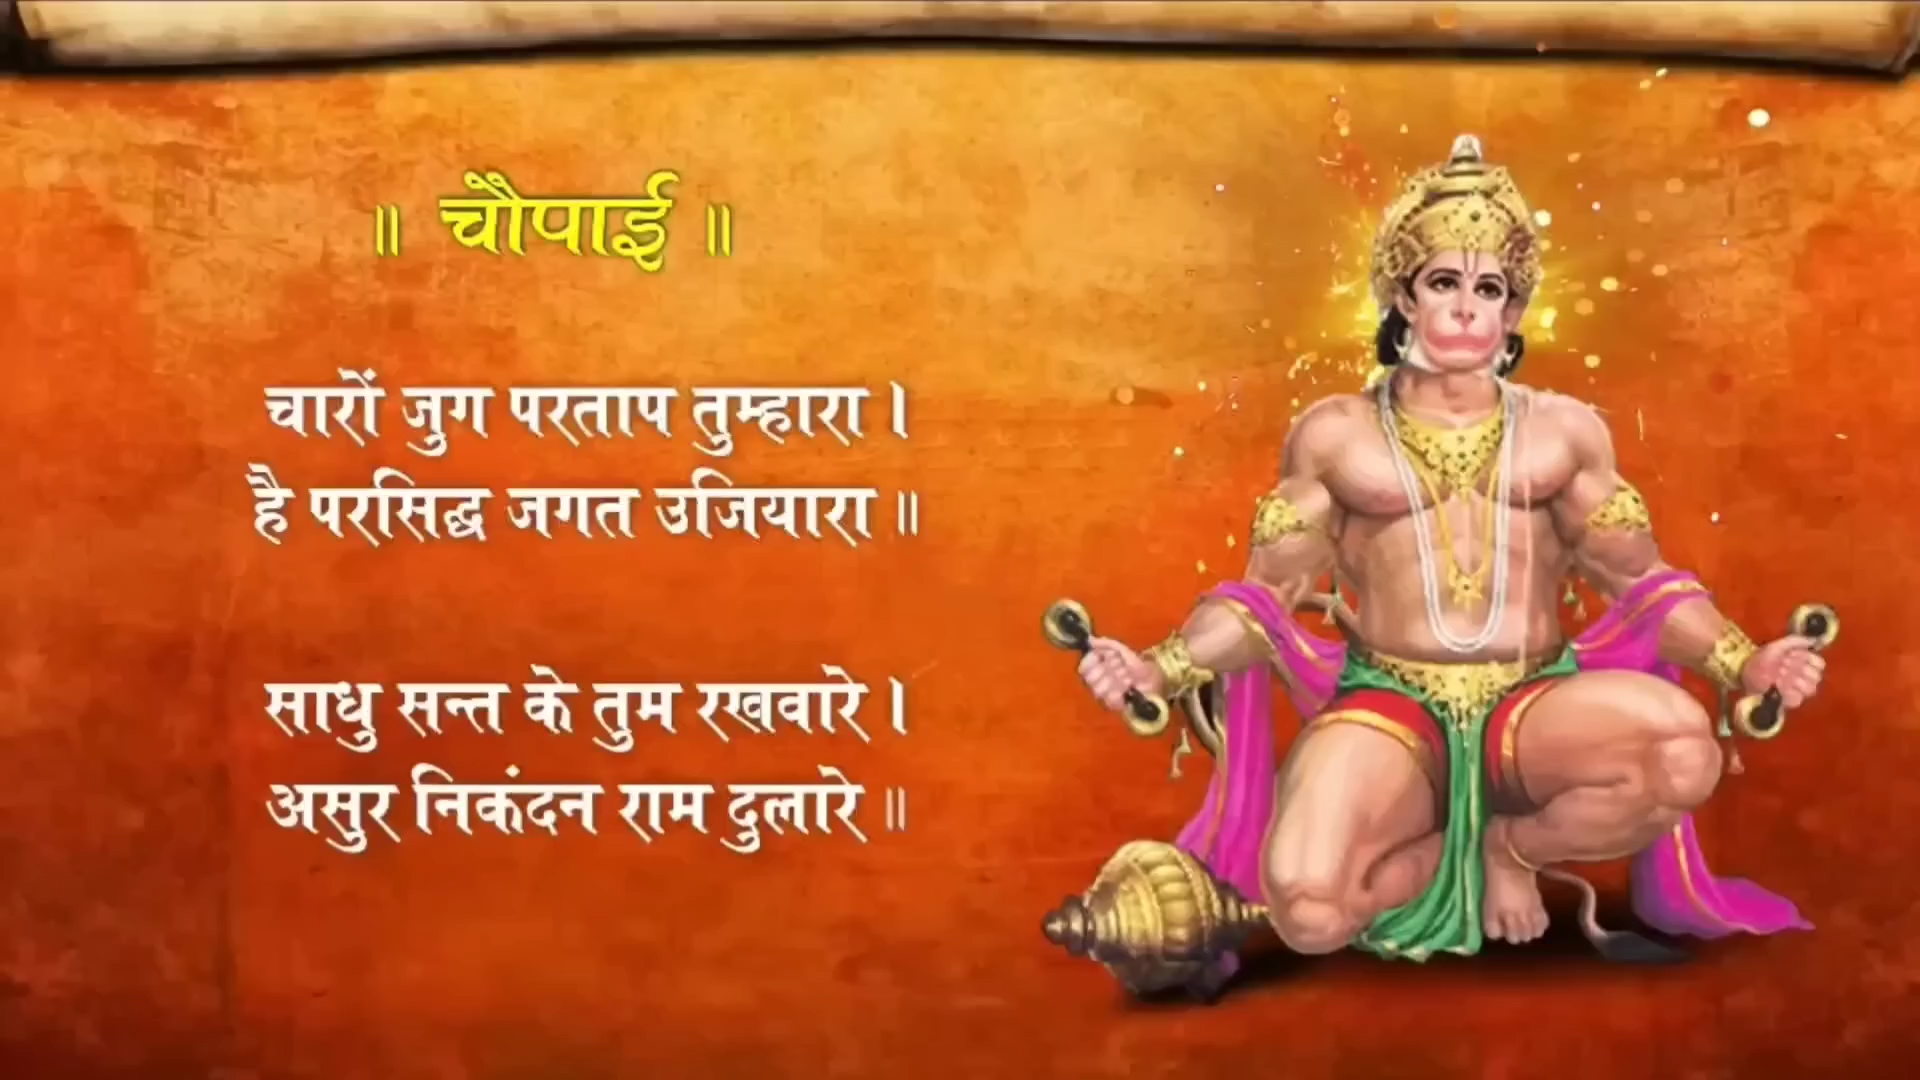 ॥ चौपाई ॥
चारों जुग परताप तुम्हारा ।
है परसिद्ध जगत उजियारा ॥
साधु सन्त के तुम रखवारे ।
असुर निकंदन राम दुलारे ॥